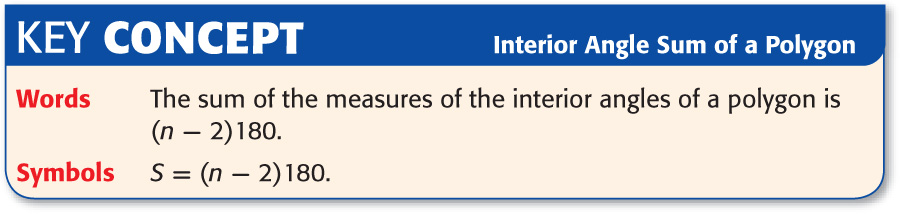 KEY CONCEPT Interior Angle Sum of a Polygon
Words The sum of the measures of the interior angles of a polygon is
(n − 2)180.
Symbols S = (n − 2)180.